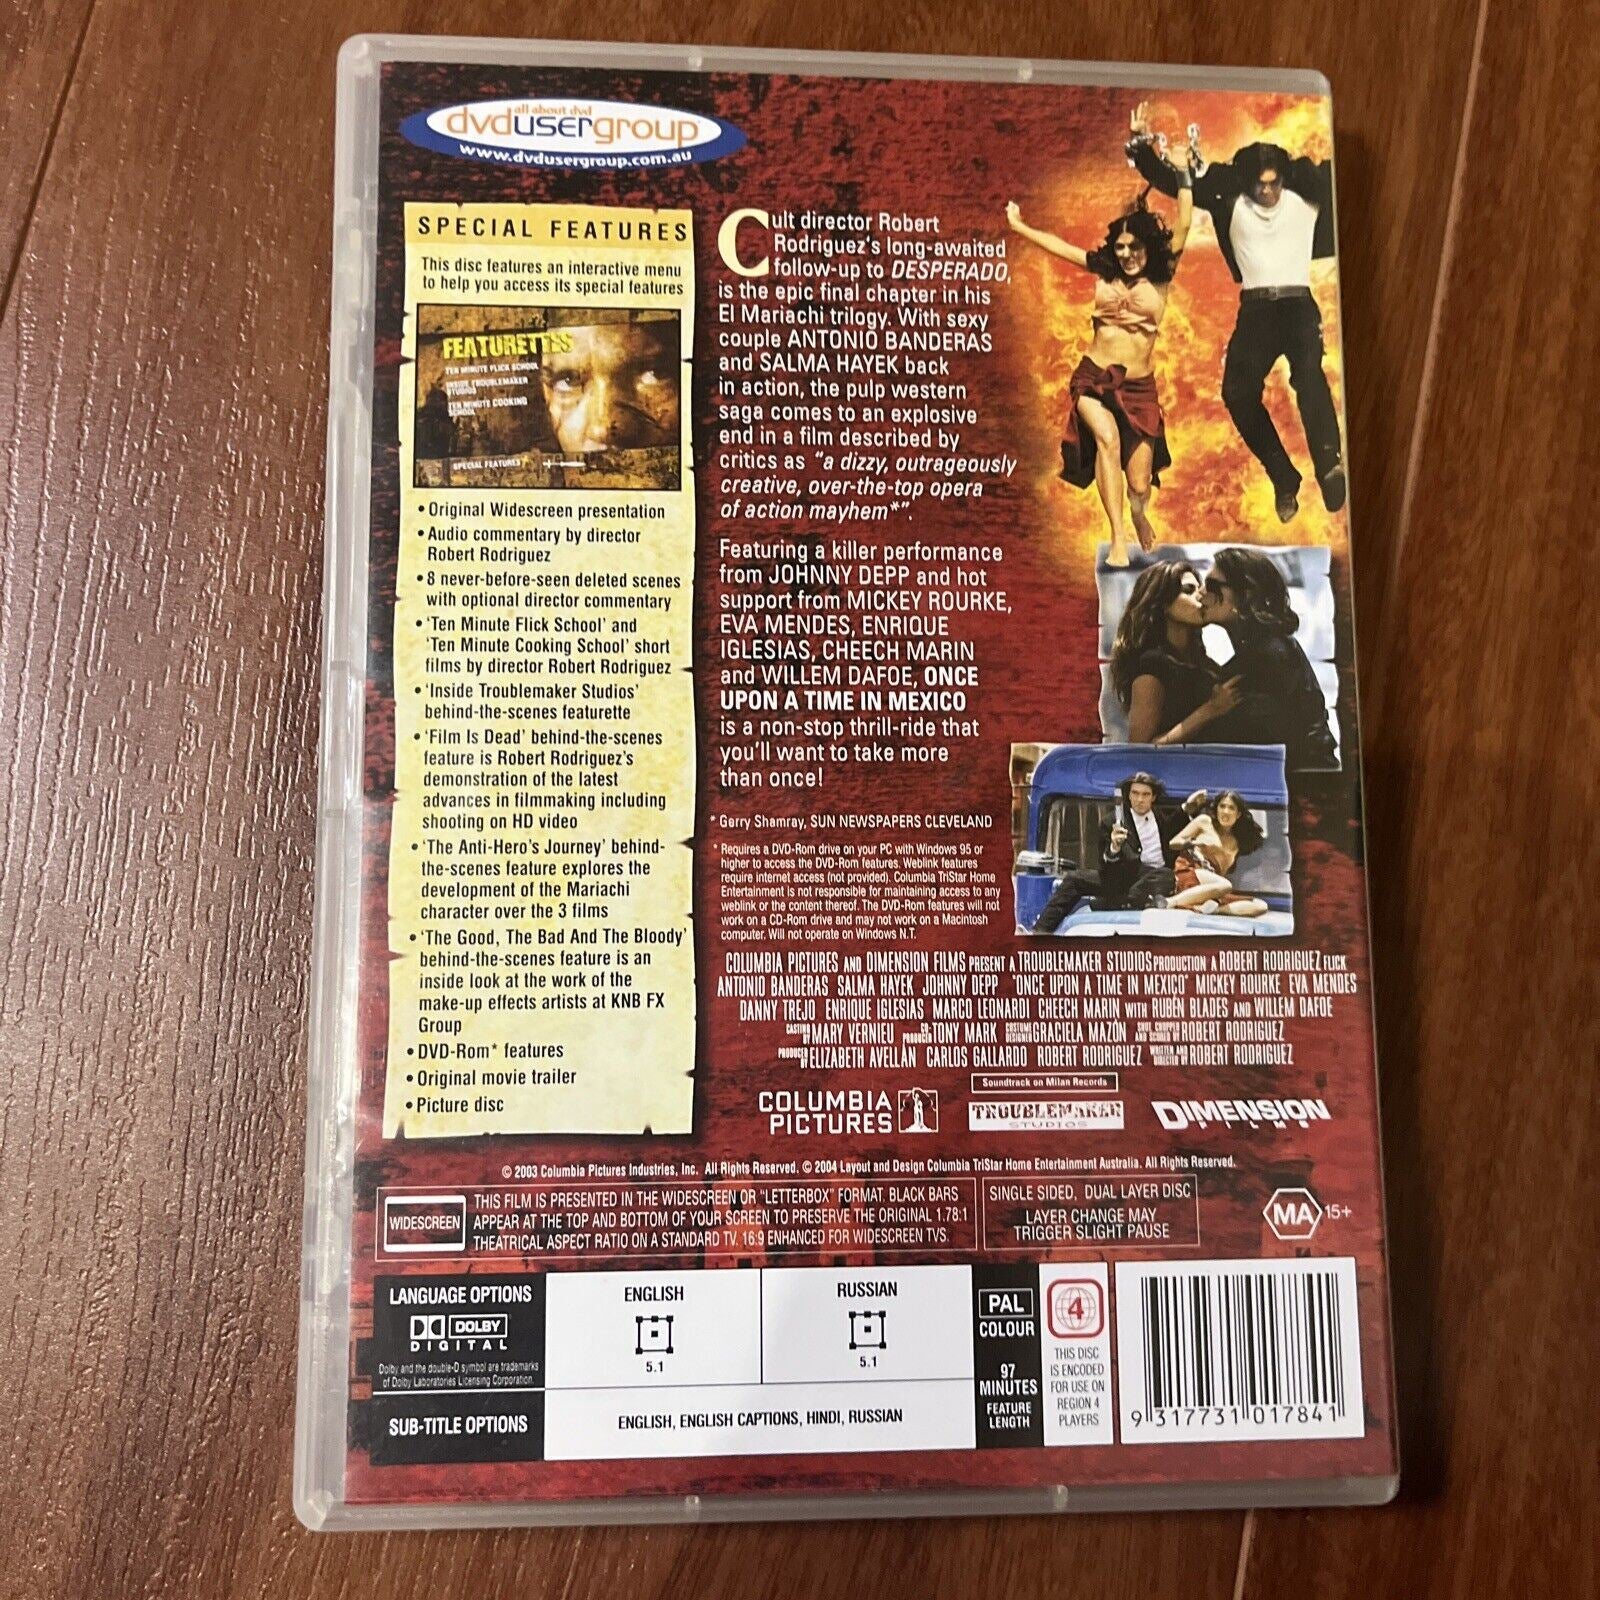 all about dvd
dvdusergroup
www.dvdusergroup.com.au
SPECIAL FEATURES
This disc features an interactive menu
to help you access its special features
FEATURETTES
TEN MINUTE FLICK SCHOOL
INSIDE TROUBLEMAKER
STUDIOS
TEN MINUTE COOKING
SCHOOL
SPECIAL FEATURES
• Original Widescreen presentation
• Audio commentary by director
Robert Rodriguez
• 8 never-before-seen deleted scenes
with optional director commentary
• 'Ten Minute Flick School' and
'Ten Minute Cooking School' short
films by director Robert Rodriguez
• 'Inside Troublemaker Studios'
behind-the-scenes featurette
• 'Film Is Dead' behind-the-scenes
feature is Robert Rodriguez's
demonstration of the latest
advances in filmmaking including
shooting on HD video
• 'The Anti-Hero's Journey' behind-
the-scenes feature explores the
development of the Mariachi
character over the 3 films
• 'The Good, The Bad And The Bloody'
behind-the-scenes feature is an
inside look at the work of the
make-up effects artists at KNB FX
Group
• DVD-Rom* features
• Original movie trailer
• Picture disc
Cult director Robert
Rodriguez's long-awaited
follow-up to DESPERADO,
is the epic final chapter in his
El Mariachi trilogy. With sexy
couple ANTONIO BANDERAS
and SALMA HAYEK back
in action, the pulp western
saga comes to an explosive
end in a film described by
critics as "a dizzy, outrageously
creative, over-the-top opera
of action mayhem*".
Featuring a killer performance
from JOHNNY DEPP and hot
support from MICKEY ROURKE,
EVA MENDES, ENRIQUE
IGLESIAS, CHEECH MARIN
and WILLEM DAFOE, ONCE
UPON A TIME IN MEXICO
is a non-stop thrill-ride that
you'll want to take more
than once!
* Gerry Shamray, SUN NEWSPAPERS CLEVELAND
* Requires a DVD-Rom drive on your PC with Windows 95 or
higher to access the DVD-Rom features. Weblink features
require internet access (not provided). Columbia TriStar Home
Entertainment is not responsible for maintaining access to any
weblink or the content thereof. The DVD-Rom features will not
work on a CD-Rom drive and may not work on a Macintosh
computer. Will not operate on Windows N.T.
COLUMBIA PICTURES AND DIMENSION FILMS PRESENT A TROUBLEMAKER STUDIOS PRODUCTION A ROBERT RODRIGUEZ FLICK
ANTONIO BANDERAS SALMA HAYEK JOHNNY DEPP "ONCE UPON A TIME IN MEXICO" MICKEY ROURKE EVA MENDES
DANNY TREJO ENRIQUE IGLESIAS MARCO LEONARDI CHEECH MARIN WITH RUBÉN BLADES AND WILLEM DAFOE
CASTING BY MARY VERNIEU CO-PRODUCER TONY MARK COSTUME DESIGNER GRACIELA MAZÓN SHOT, CHOPPED AND SCORED BY ROBERT RODRIGUEZ
PRODUCED BY ELIZABETH AVELLÁN CARLOS GALLARDO ROBERT RODRIGUEZ WRITTEN AND DIRECTED BY ROBERT RODRIGUEZ
Soundtrack on Milan Records
COLUMBIA
PICTURES
TROUBLEMAKER
STUDIOS
DIMENSION
FILMS
© 2003 Columbia Pictures Industries, Inc. All Rights Reserved. © 2004 Layout and Design Columbia TriStar Home Entertainment Australia. All Rights Reserved.
WIDESCREEN
THIS FILM IS PRESENTED IN THE WIDESCREEN OR "LETTERBOX" FORMAT. BLACK BARS
APPEAR AT THE TOP AND BOTTOM OF YOUR SCREEN TO PRESERVE THE ORIGINAL 1.78:1
THEATRICAL ASPECT RATIO ON A STANDARD TV. 16:9 ENHANCED FOR WIDESCREEN TVS.
SINGLE SIDED, DUAL LAYER DISC
LAYER CHANGE MAY
TRIGGER SLIGHT PAUSE
MA 15+
LANGUAGE OPTIONS
DOLBY
DIGITAL
Dolby and the double-D symbol are trademarks
of Dolby Laboratories Licensing Corporation.
ENGLISH
5.1
RUSSIAN
5.1
SUB-TITLE OPTIONS
ENGLISH, ENGLISH CAPTIONS, HINDI, RUSSIAN
PAL
COLOUR
97
MINUTES
FEATURE
LENGTH
4
THIS DISC
IS ENCODED
FOR USE ON
REGION 4
PLAYERS
9 317731 017841